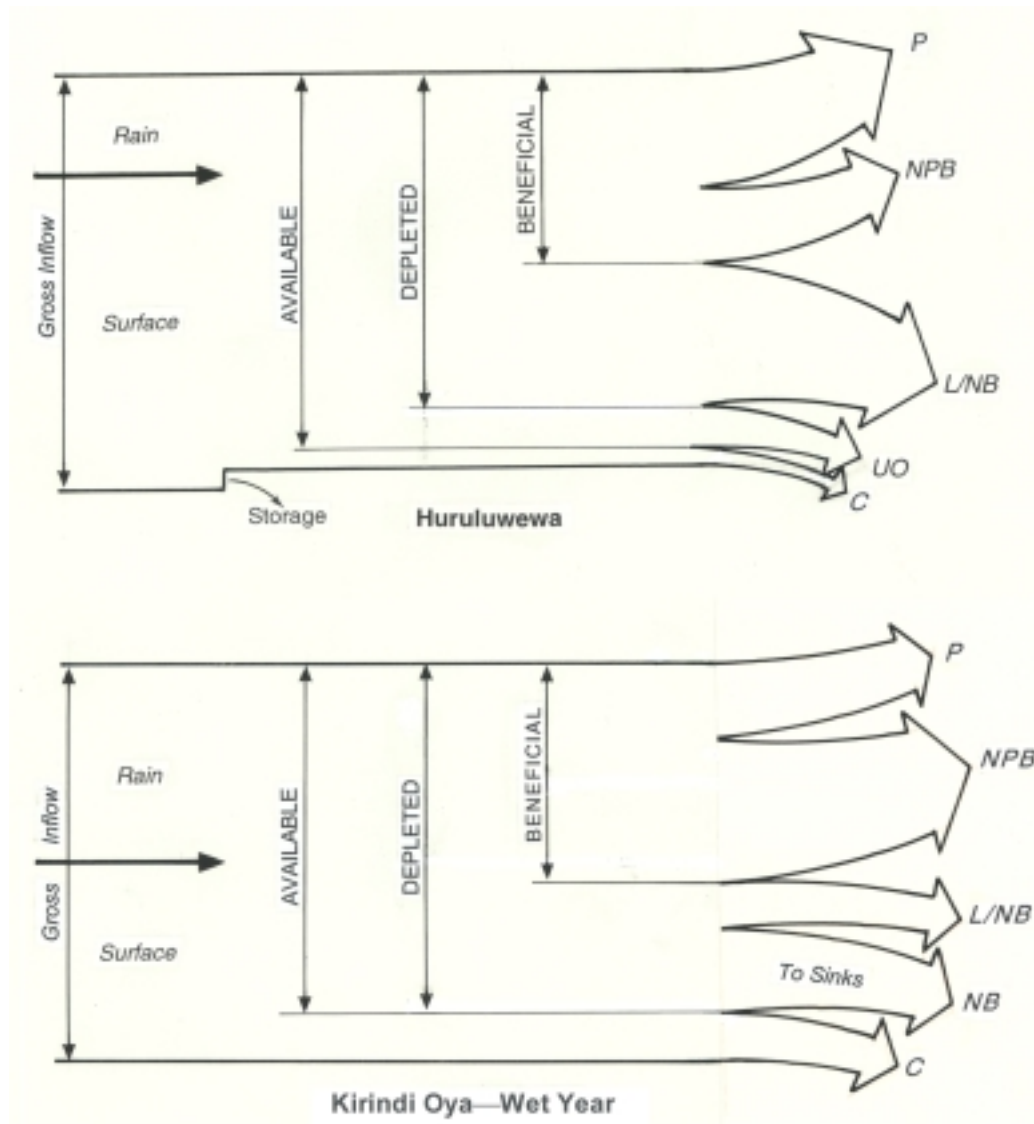 P
Rain
NPB
BENEFICIAL
DEPLETED
AVAILABLE
Gross Inflow
Surface
L/NB
UO
C
Storage
Huruluwewa
P
NPB
Rain
BENEFICIAL
DEPLETED
AVAILABLE
Gross Inflow
L/NB
Surface
To Sinks
NB
C
Kirindi Oya—Wet Year